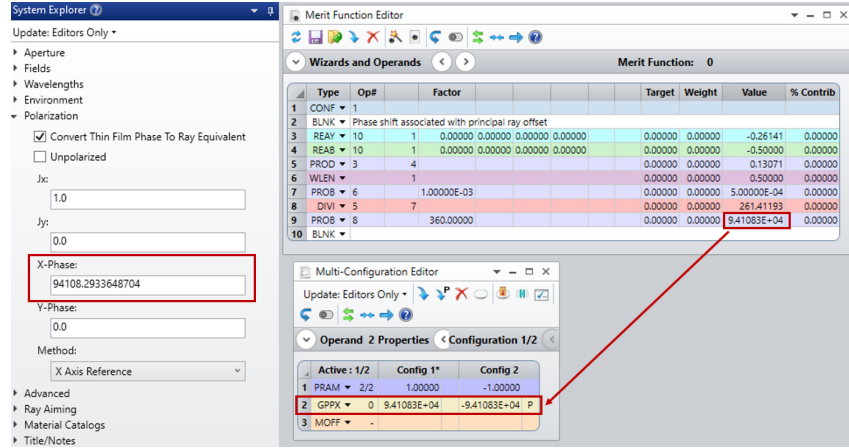 System Explorer
Update: Editors Only
Aperture
Fields
Wavelengths
Environment
Polarization
Convert Thin Film Phase To Ray Equivalent
Unpolarized
Jx:
1.0
Jy:
0.0
X-Phase:
94108.2933648704
Y-Phase:
0.0
Method:
X Axis Reference
Advanced
Ray Aiming
Material Catalogs
Title/Notes
Merit Function Editor
Wizards and Operands Merit Function: 0
Type Op# Factor Target Weight Value % Contrib
1 CONF 1
2 BLNK Phase shift associated with principal ray offset
3 REAY 10 1 0.00000 0.00000 0.00000 0.00000 0.00000 0.00000 -0.26141 0.00000
4 REAB 10 1 0.00000 0.00000 0.00000 0.00000 0.00000 0.00000 -0.50000 0.00000
5 PROD 3 4 0.00000 0.00000 0.13071 0.00000
6 WLEN 1 0.00000 0.00000 0.50000 0.00000
7 PROB 6 1.00000E-03 0.00000 0.00000 5.00000E-04 0.00000
8 DIVI 5 7 0.00000 0.00000 261.41193 0.00000
9 PROB 8 360.00000 0.00000 0.00000 9.41083E+04 0.00000
10 BLNK
Multi-Configuration Editor
Update: Editors Only
Operand 2 Properties Configuration 1/2
Active : 1/2 Config 1* Config 2
1 PRAM 2/2 1.00000 -1.00000
2 GPPX 0 9.41083E+04 -9.41083E+04 P
3 MOFF -